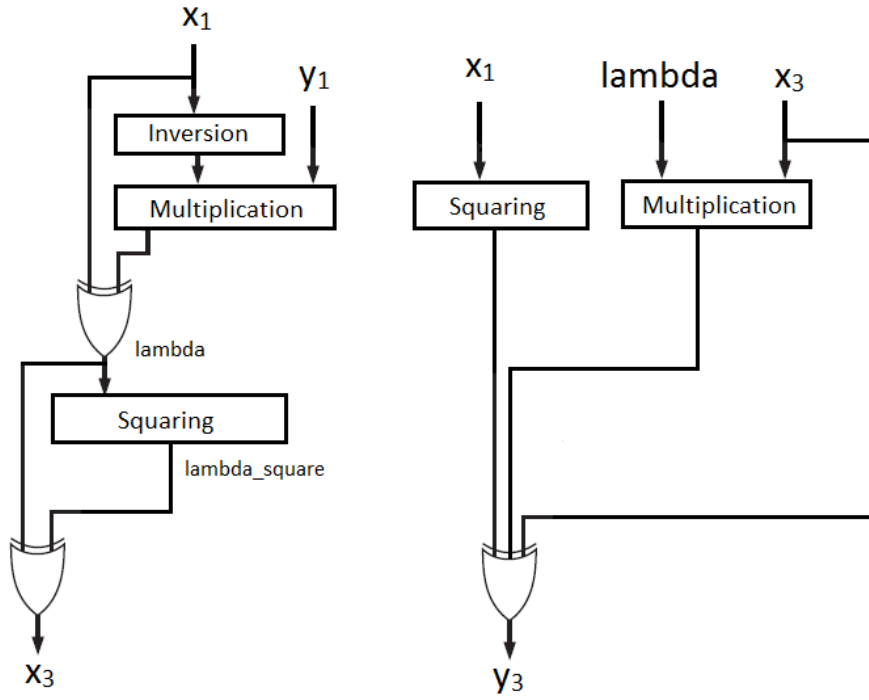 x₁
y₁
Inversion
Multiplication
lambda
Squaring
lambda_square
x₃
x₁
lambda
x₃
Squaring
Multiplication
y₃